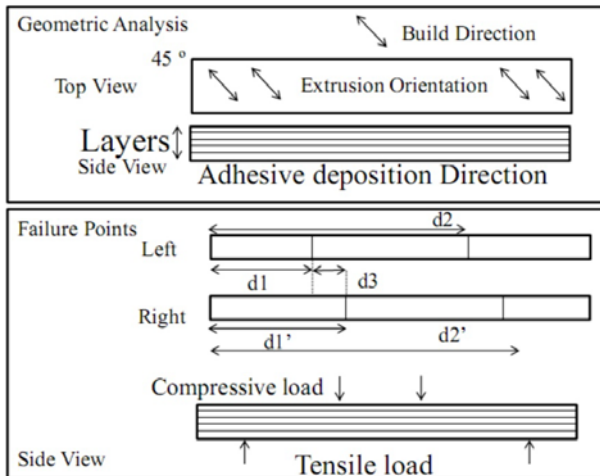 Geometric Analysis
Build Direction
45 º
Top View
Extrusion Orientation
Layers
Side View
Adhesive deposition Direction
Failure Points
d2
Left
d1
d3
Right
d1’
d2’
Compressive load
Side View
Tensile load